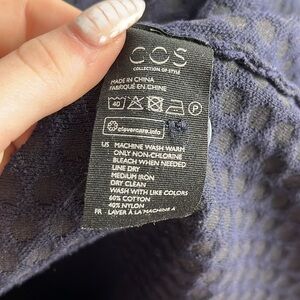 COS
COLLECTION OF STYLE
MADE IN CHINA
FABRIQUÉ EN CHINE
40 P
clevercare.info
US MACHINE WASH WARM
ONLY NON-CHLORINE
BLEACH WHEN NEEDED
LINE DRY
MEDIUM IRON
DRY CLEAN
WASH WITH LIKE COLORS
60% COTTON
40% NYLON
FR LAVER À LA MACHINE A